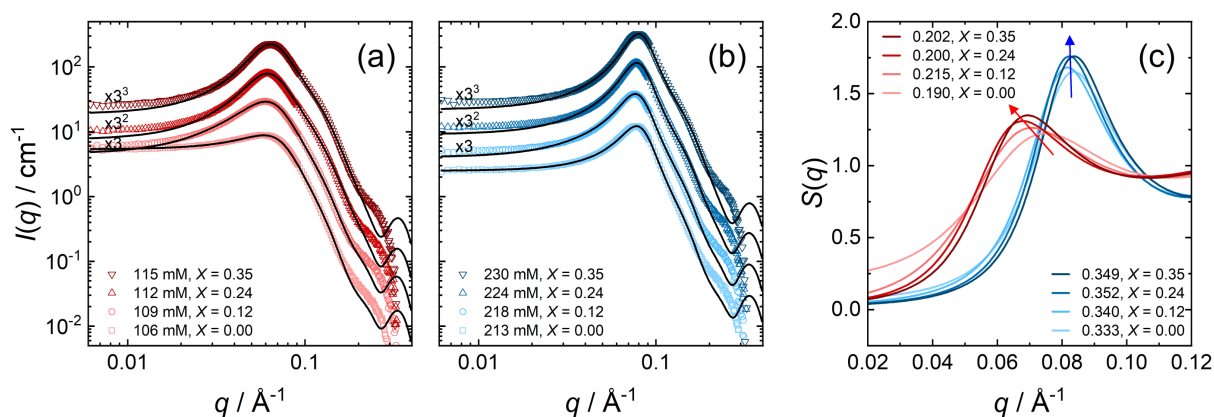 (a)
x3³
x3²
x3
10²
10¹
10⁰
10⁻¹
10⁻²
I(q) / cm⁻¹
115 mM, X = 0.35
112 mM, X = 0.24
109 mM, X = 0.12
106 mM, X = 0.00
0.01
0.1
q / Å⁻¹
(b)
x3³
x3²
x3
230 mM, X = 0.35
224 mM, X = 0.24
218 mM, X = 0.12
213 mM, X = 0.00
0.01
0.1
q / Å⁻¹
(c)
0.202, X = 0.35
0.200, X = 0.24
0.215, X = 0.12
0.190, X = 0.00
2.0
1.5
1.0
0.5
0.0
S(q)
0.349, X = 0.35
0.352, X = 0.24
0.340, X = 0.12
0.333, X = 0.00
0.02 0.04 0.06 0.08 0.10 0.12
q / Å⁻¹